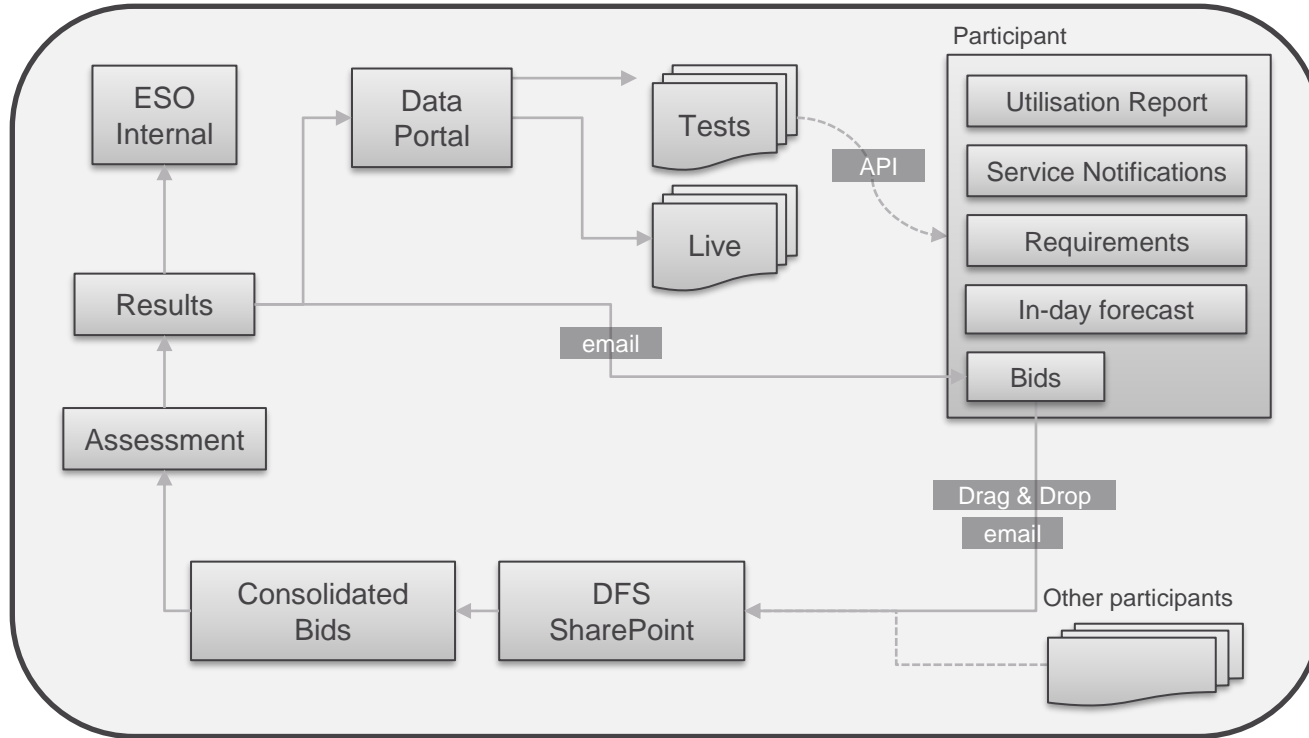 Participant
ESO
Internal
Data
Portal
Tests
Utilisation Report
API
Service Notifications
Live
Requirements
Results
In-day forecast
email
Bids
Assessment
Drag & Drop
email
Consolidated
Bids
DFS
SharePoint
Other participants